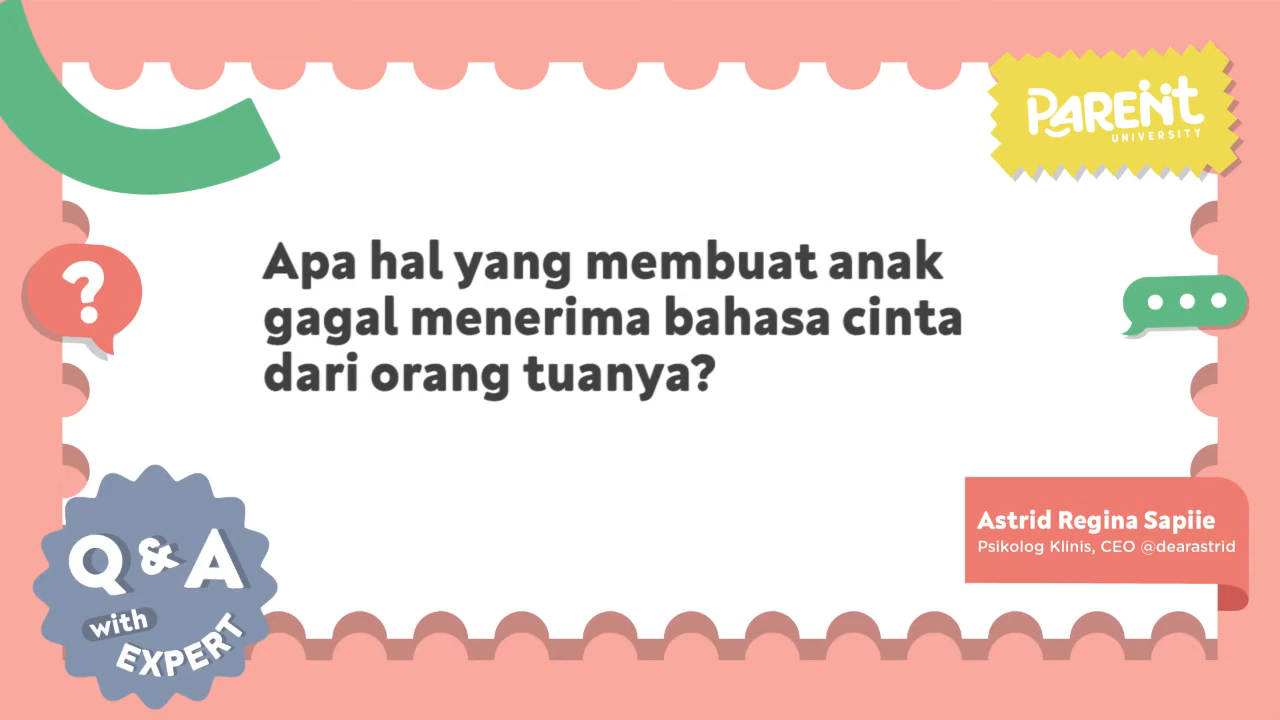 PARENT
UNIVERSITY
Apa hal yang membuat anak
gagal menerima bahasa cinta
dari orang tuanya?
?
Astrid Regina Sapiie
Psikolog Klinis, CEO @dearastrid
Q & A
with
EXPERT